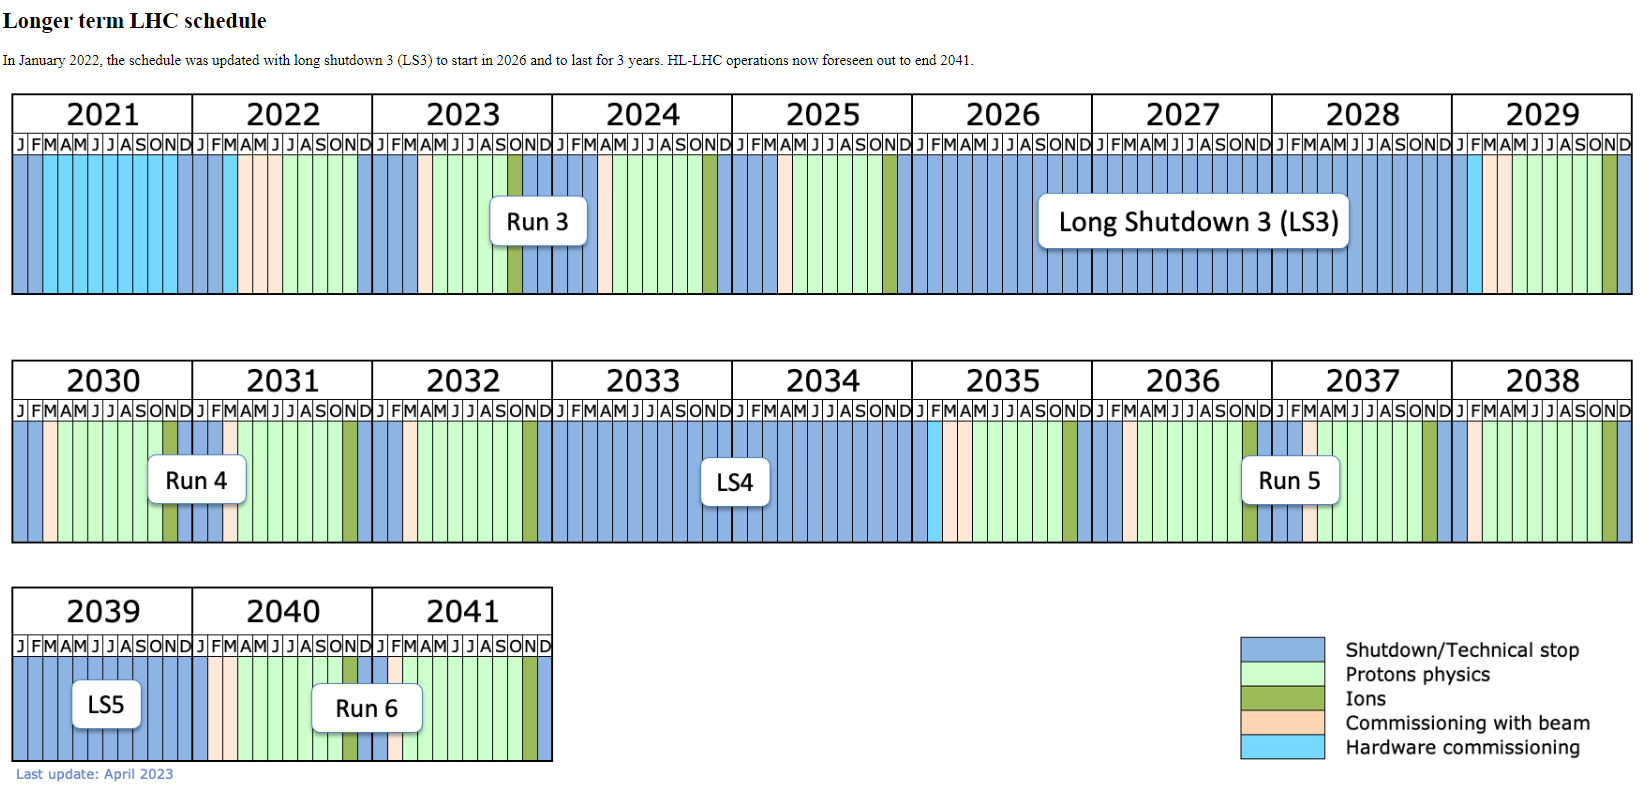 Longer term LHC schedule
In January 2022, the schedule was updated with long shutdown 3 (LS3) to start in 2026 and to last for 3 years. HL-LHC operations now foreseen out to end 2041.
2021 2022 2023 2024 2025 2026 2027 2028 2029
J F M A M J J A S O N D J F M A M J J A S O N D J F M A M J J A S O N D J F M A M J J A S O N D J F M A M J J A S O N D J F M A M J J A S O N D J F M A M J J A S O N D J F M A M J J A S O N D J F M A M J J A S O N D
Run 3 Long Shutdown 3 (LS3)
2030 2031 2032 2033 2034 2035 2036 2037 2038
J F M A M J J A S O N D J F M A M J J A S O N D J F M A M J J A S O N D J F M A M J J A S O N D J F M A M J J A S O N D J F M A M J J A S O N D J F M A M J J A S O N D J F M A M J J A S O N D J F M A M J J A S O N D
Run 4 LS4 Run 5
2039 2040 2041
J F M A M J J A S O N D J F M A M J J A S O N D J F M A M J J A S O N D
LS5 Run 6
Last update: April 2023
Shutdown/Technical stop
Protons physics
Ions
Commissioning with beam
Hardware commissioning